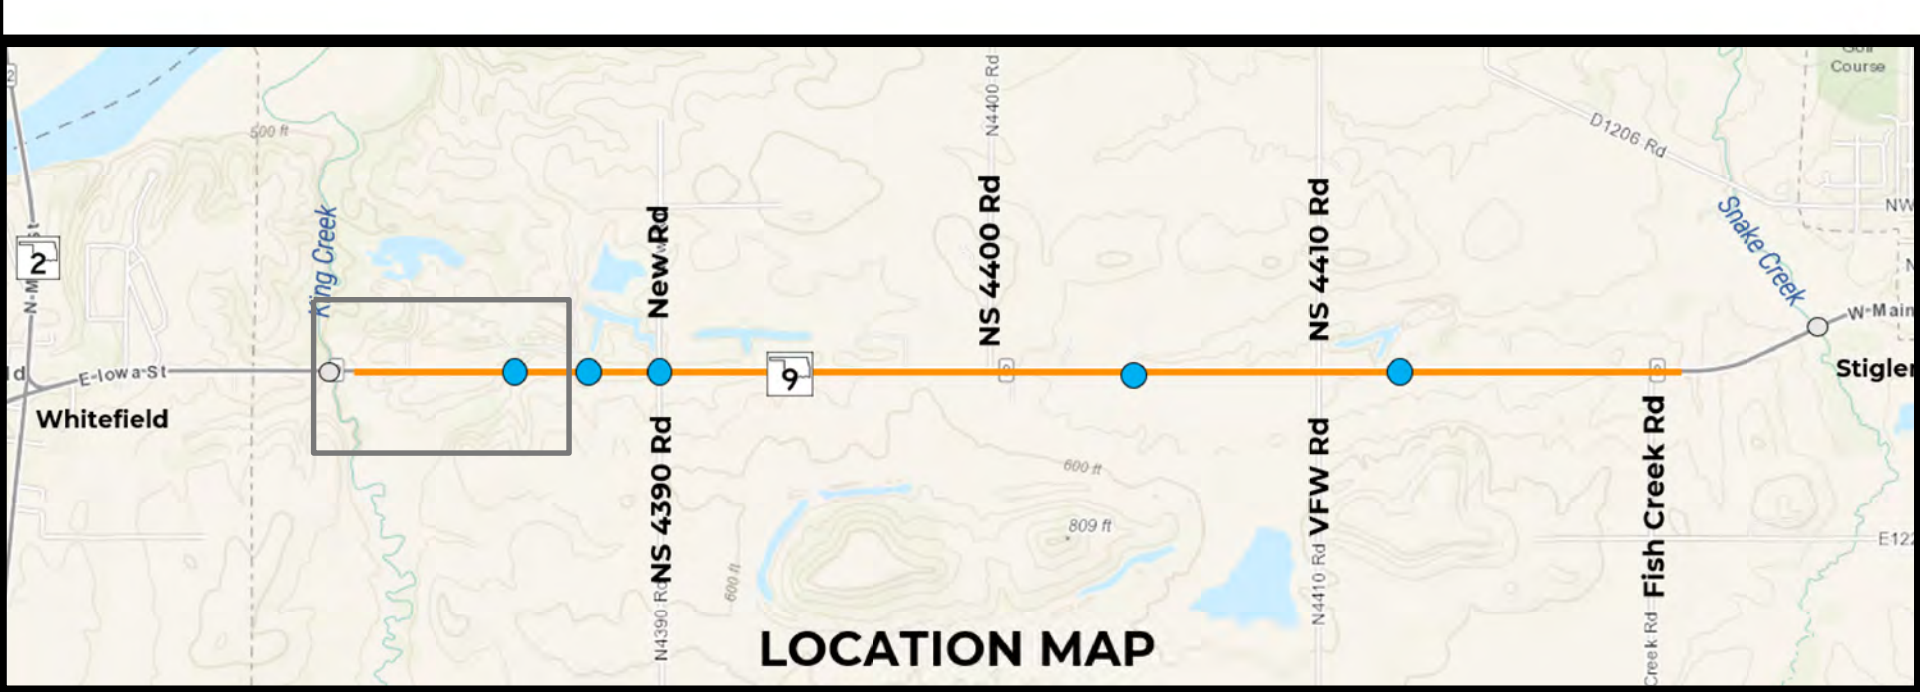 Golf
Course
500 ft
N4400 Rd
D1206 Rd
NW
2
King Creek
New Rd
NS 4400 Rd
NS 4410 Rd
Snake Creek
W-Main
E-Iowa-St
9
Stigler
Whitefield
NS 4390 Rd
VFW Rd
Fish Creek Rd
600 ft
809 ft
600 ft
E122
N4390 Rd
N4410 Rd
Creek Rd
LOCATION MAP